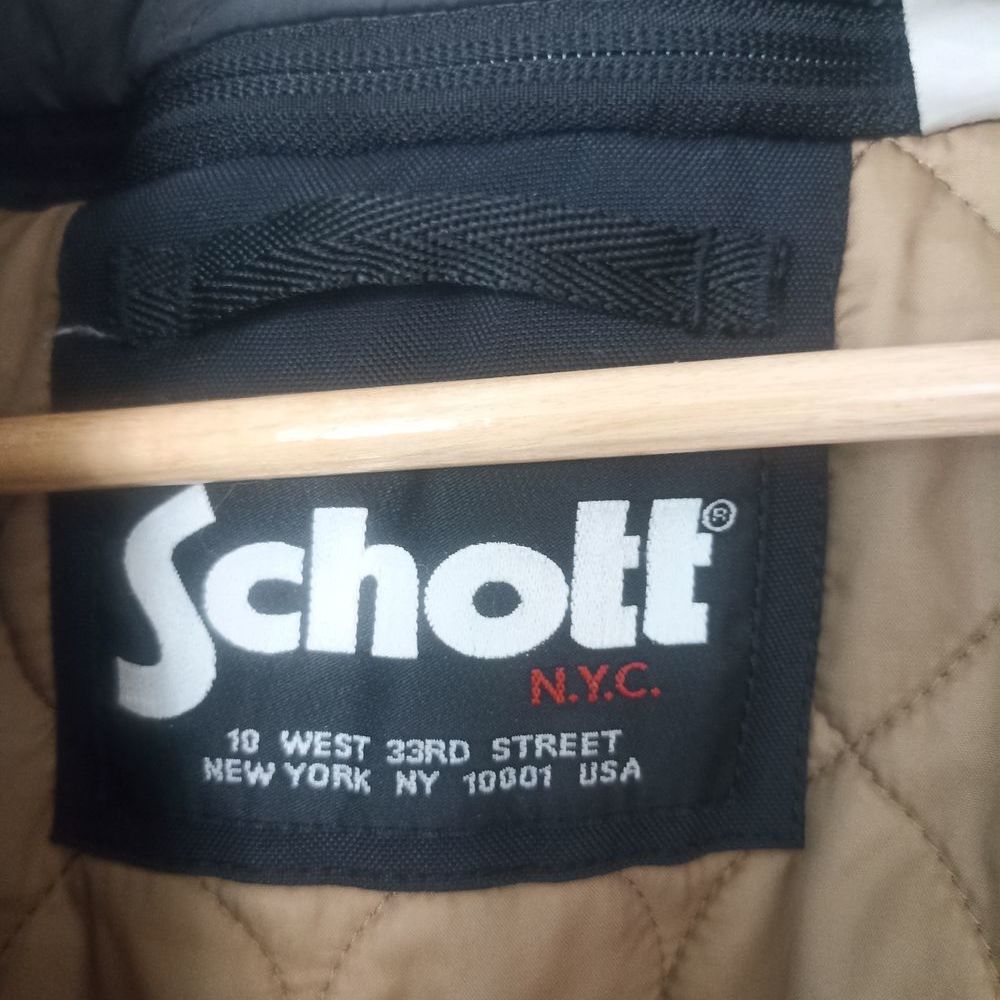 Schott®
N.Y.C.
10 WEST 33RD STREET
NEW YORK NY 10001 USA